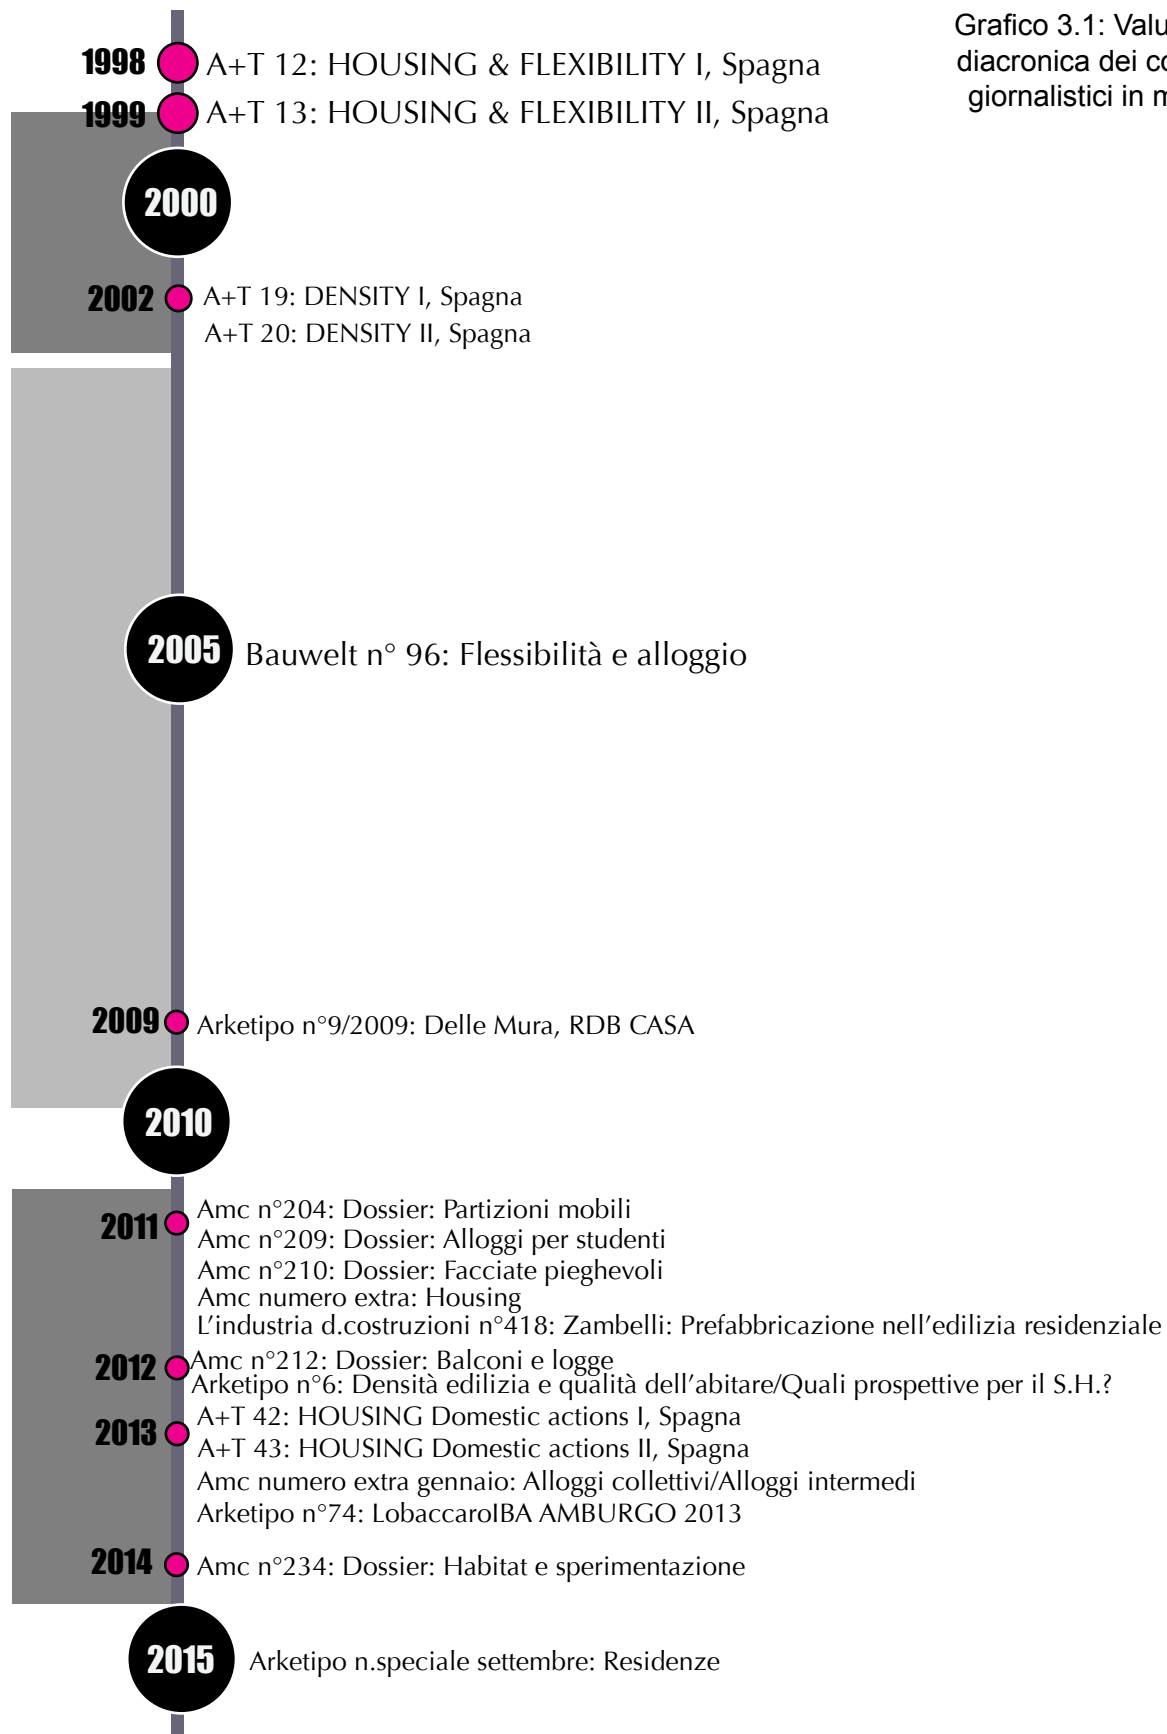 Grafico 3.1:
diacronica dei
giornalistici in
1998 A+T 12: HOUSING & FLEXIBILITY I, Spagna
1999 A+T 13: HOUSING & FLEXIBILITY II, Spagna
2000
2002 A+T 19: DENSITY I, Spagna
A+T 20: DENSITY II, Spagna
2005 Bauwelt n° 96: Flessibilità e alloggio
2009 Arketipo n°9/2009: Delle Mura, RDB CASA
2010
2011 Amc n°204: Dossier: Partizioni mobili
Amc n°209: Dossier: Alloggi per studenti
Amc n°210: Dossier: Facciate pieghevoli
Amc numero extra: Housing
L'industria d.costruzioni n°418: Zambelli: Prefabbricazione nell'edilizia residenziale
2012 Amc n°212: Dossier: Balconi e logge
Arketipo n°6: Densità edilizia e qualità dell'abitare/Quali prospettive per il S.H.?
2013 A+T 42: HOUSING Domestic actions I, Spagna
A+T 43: HOUSING Domestic actions II, Spagna
Amc numero extra gennaio: Alloggi collettivi/Alloggi intermedi
Arketipo n°74: LobaccaroIBA AMBURGO 2013
2014 Amc n°234: Dossier: Habitat e sperimentazione
2015 Arketipo n.speciale settembre: Residenze